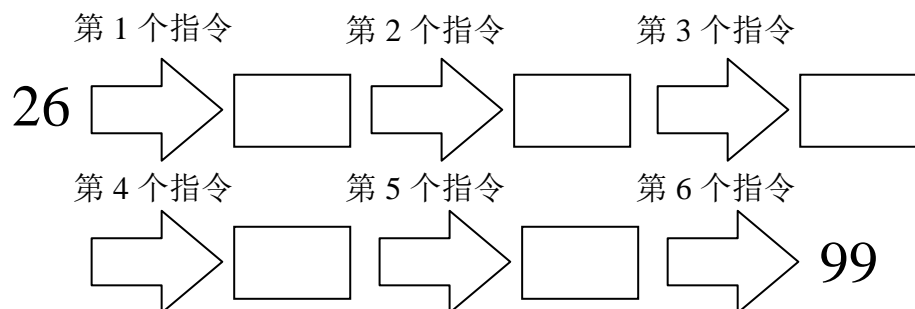 第 1 个指令 第 2 个指令 第 3 个指令
26
第 4 个指令 第 5 个指令 第 6 个指令
99